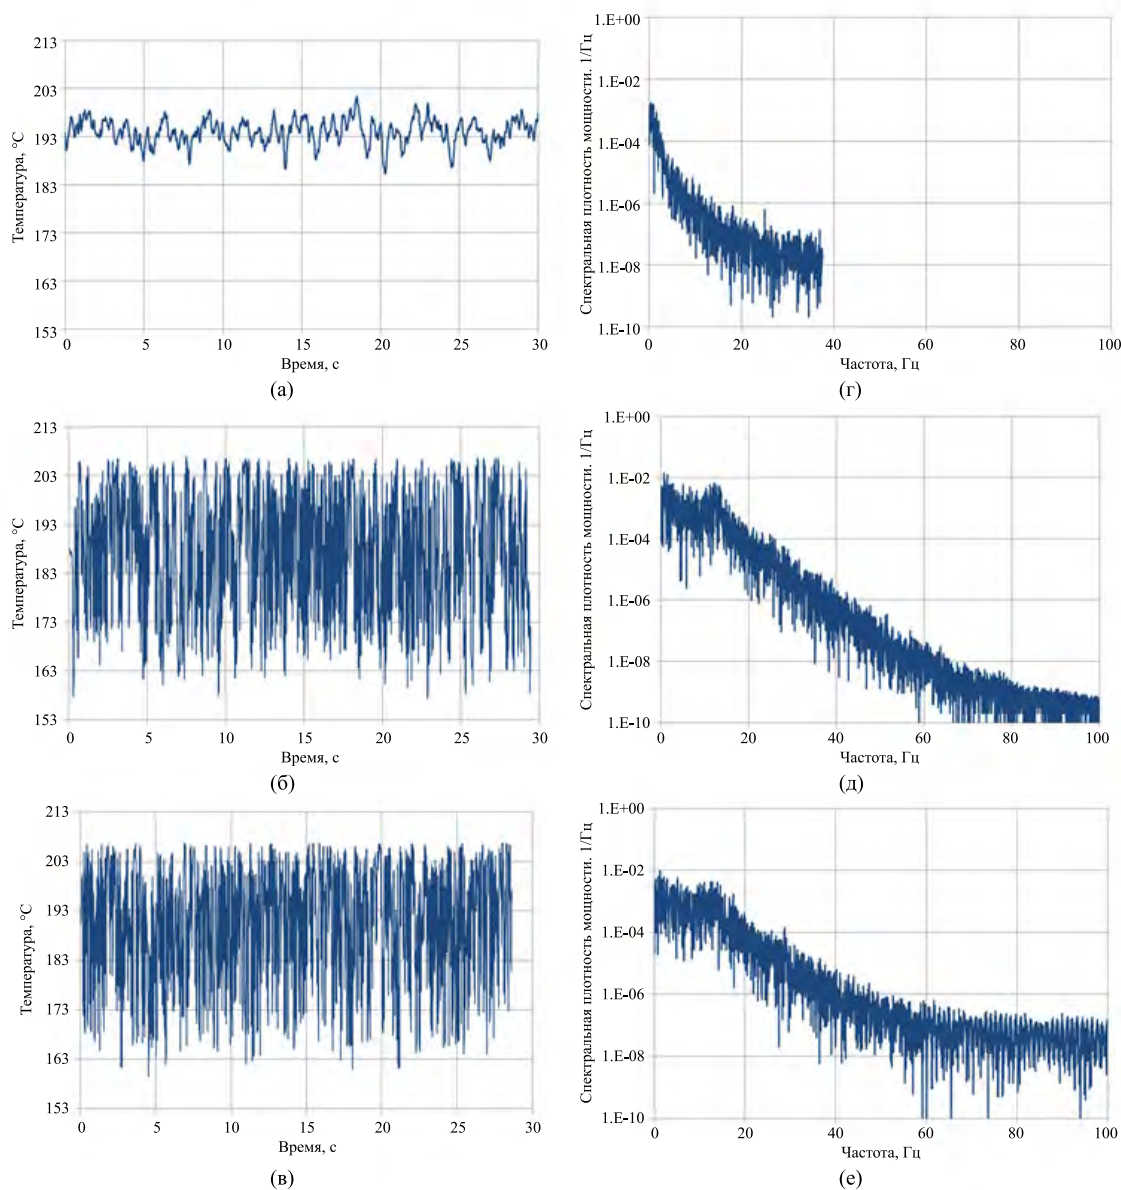 213
203
193
183
173
163
153
Температура, °C
0 5 10 15 20 25 30
Время, с
(а)
1.E+00
1.E-02
1.E-04
1.E-06
1.E-08
1.E-10
Спектральная плотность мощности. 1/Гц
0 20 40 60 80 100
Частота, Гц
(г)
213
203
193
183
173
163
153
Температура, °C
0 5 10 15 20 25 30
Время, с
(б)
1.E+00
1.E-02
1.E-04
1.E-06
1.E-08
1.E-10
Спектральная плотность мощности. 1/Гц
0 20 40 60 80 100
Частота, Гц
(д)
213
203
193
183
173
163
153
Температура, °C
0 5 10 15 20 25 30
Время, с
(в)
1.E+00
1.E-02
1.E-04
1.E-06
1.E-08
1.E-10
Спектральная плотность мощности. 1/Гц
0 20 40 60 80 100
Частота, Гц
(е)